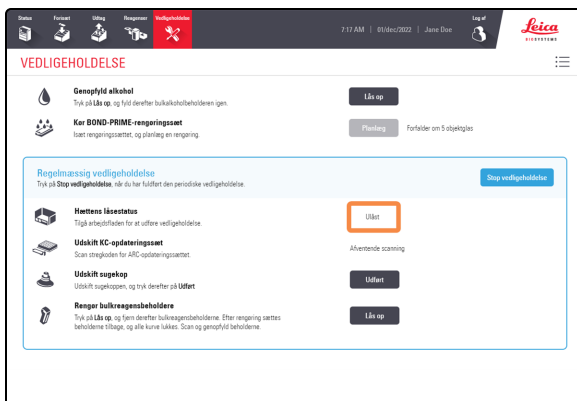 Status Forisæt Udtag Reagenser Vedligeholdelse
7:17 AM | 01/dec/2022 | Jane Doe
Log af
Leica
BIOSYSTEMS
VEDLIGEHOLDELSE
Genopfyld alkohol
Tryk på Lås op, og fyld derefter bulkalkoholbeholderen igen.
Lås op
Kør BOND-PRIME-rengøringssæt
Isæt rengøringssættet, og planlæg en rengøring.
Planlæg
Forfalder om 5 objektglas
Regelmæssig vedligeholdelse
Tryk på Stop vedligeholdelse, når du har fuldført den periodiske vedligeholdelse.
Stop vedligeholdelse
Hættens låsestatus
Tilgå arbejdsfladen for at udføre vedligeholdelse.
Ulåst
Udskift KC-opdateringssæt
Scan stregkoden for ARC-opdateringssættet.
Afventende scanning
Udskift sugekop
Udskift sugekoppen, og tryk derefter på Udført
Udført
Rengør bulkreagensbeholdere
Tryk på Lås op, og fjern derefter bulkreagensbeholderne. Efter rengøring sættes
beholderne tilbage, og alle kurve lukkes. Scan og genopfyld beholderne.
Lås op